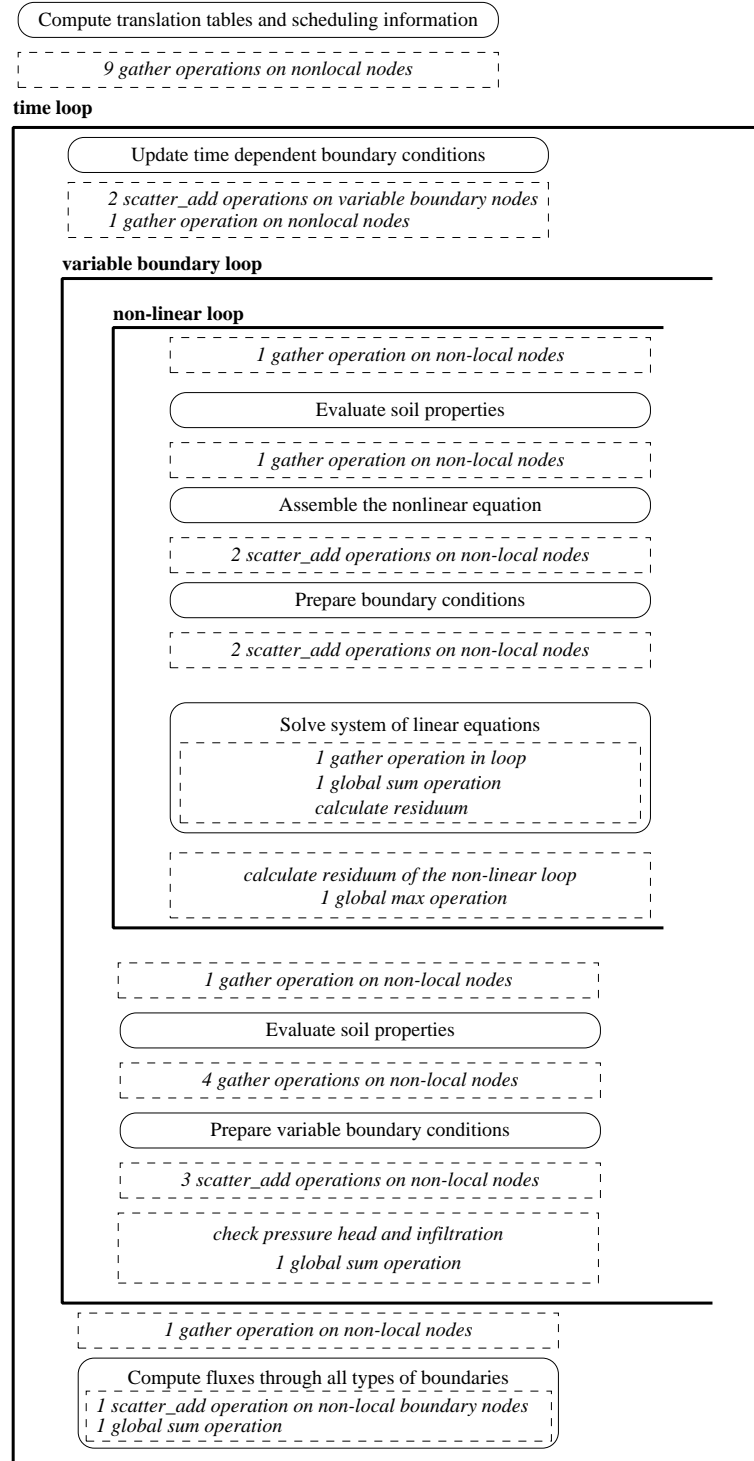 Compute translation tables and scheduling information
9 gather operations on nonlocal nodes
time loop
Update time dependent boundary conditions
2 scatter_add operations on variable boundary nodes
1 gather operation on nonlocal nodes
variable boundary loop
non-linear loop
1 gather operation on non-local nodes
Evaluate soil properties
1 gather operation on non-local nodes
Assemble the nonlinear equation
2 scatter_add operations on non-local nodes
Prepare boundary conditions
2 scatter_add operations on non-local nodes
Solve system of linear equations
1 gather operation in loop
1 global sum operation
calculate residuum
calculate residuum of the non-linear loop
1 global max operation
1 gather operation on non-local nodes
Evaluate soil properties
4 gather operations on non-local nodes
Prepare variable boundary conditions
3 scatter_add operations on non-local nodes
check pressure head and infiltration
1 global sum operation
1 gather operation on non-local nodes
Compute fluxes through all types of boundaries
1 scatter_add operation on non-local boundary nodes
1 global sum operation